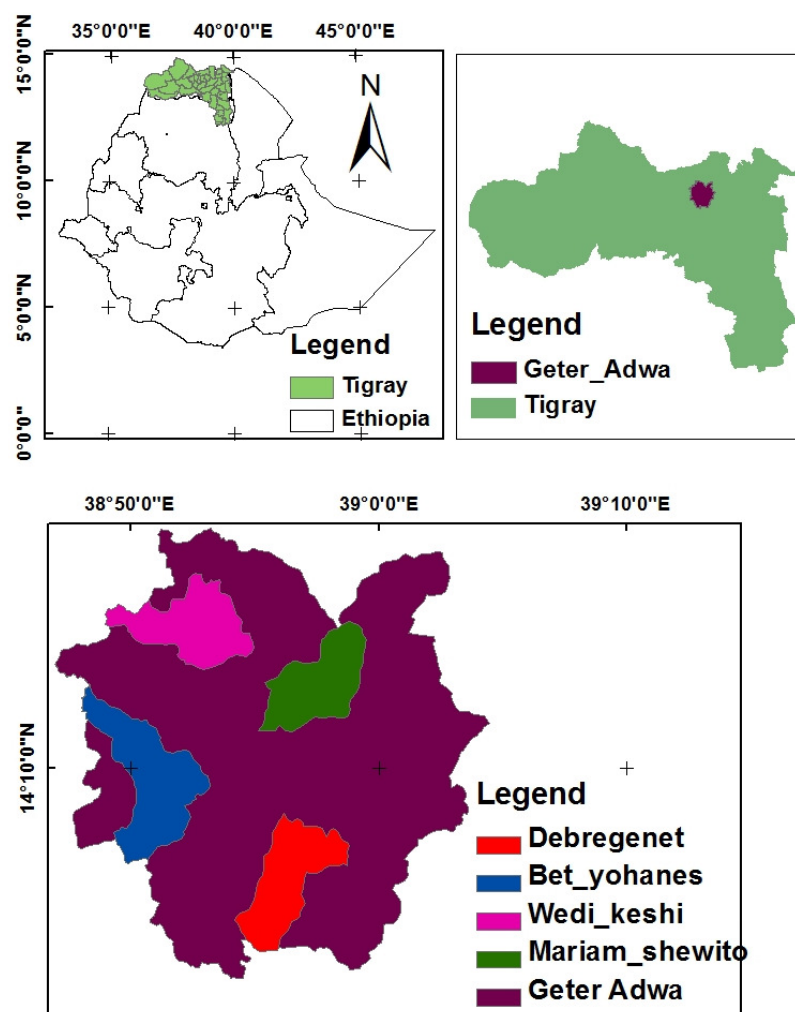 35°0'0"E 40°0'0"E 45°0'0"E
15°0'0"N
10°0'0"N
5°0'0"N
0°0'0"
N
Legend
Tigray
Ethiopia
Legend
Geter_Adwa
Tigray
38°50'0"E 39°0'0"E 39°10'0"E
14°10'0"N
Legend
Debregenet
Bet_yohanes
Wedi_keshi
Mariam_shewito
Geter Adwa